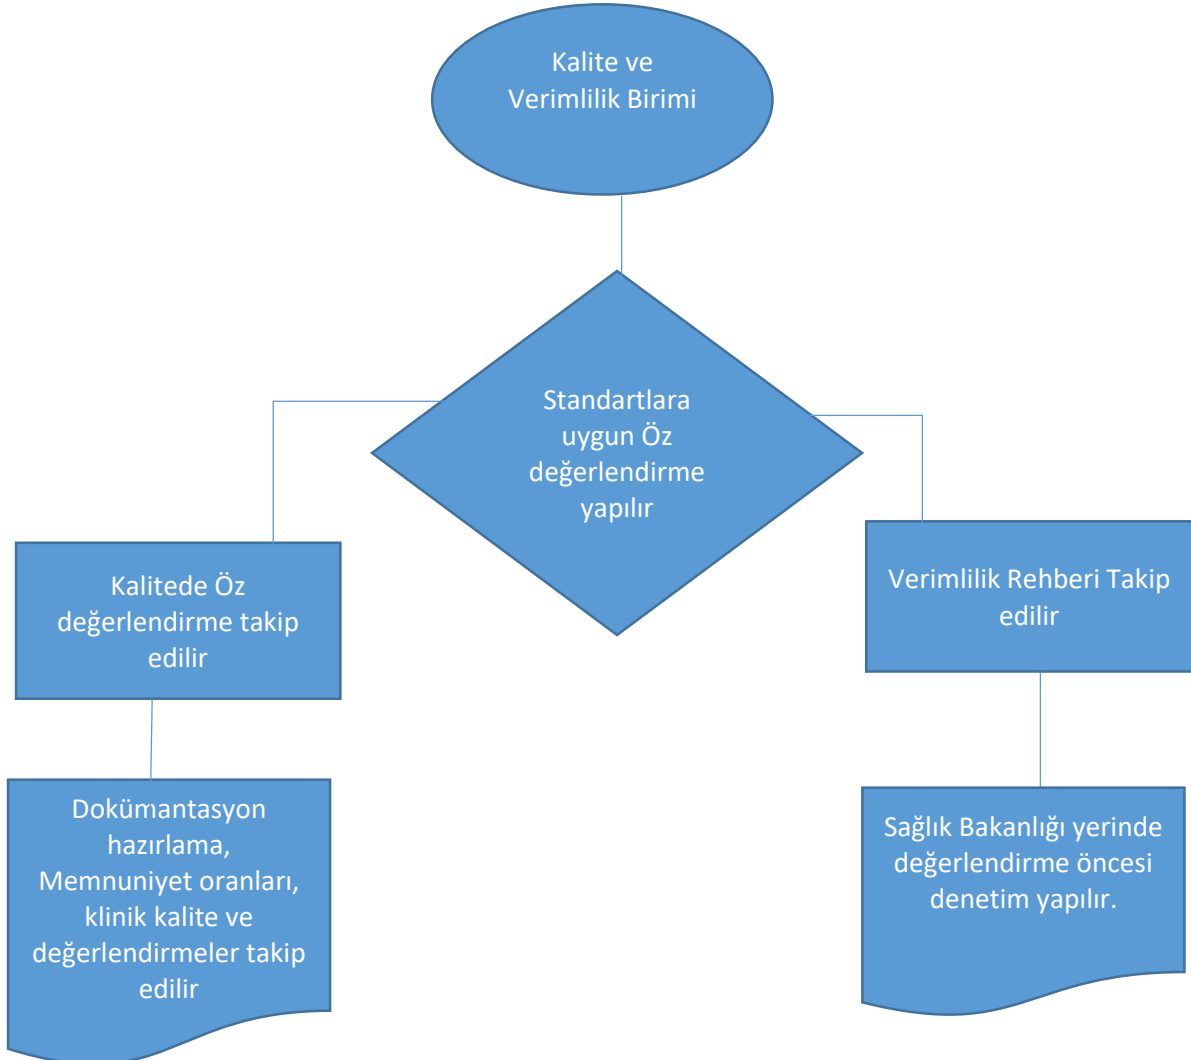 Kalite ve
Verimlilik Birimi
Standartlara
uygun Öz
değerlendirme
yapılır
Kalitede Öz
değerlendirme takip
edilir
Verimlilik Rehberi Takip
edilir
Dokümantasyon
hazırlama,
Memnuniyet oranları,
klinik kalite ve
değerlendirmeler takip
edilir
Sağlık Bakanlığı yerinde
değerlendirme öncesi
denetim yapılır.